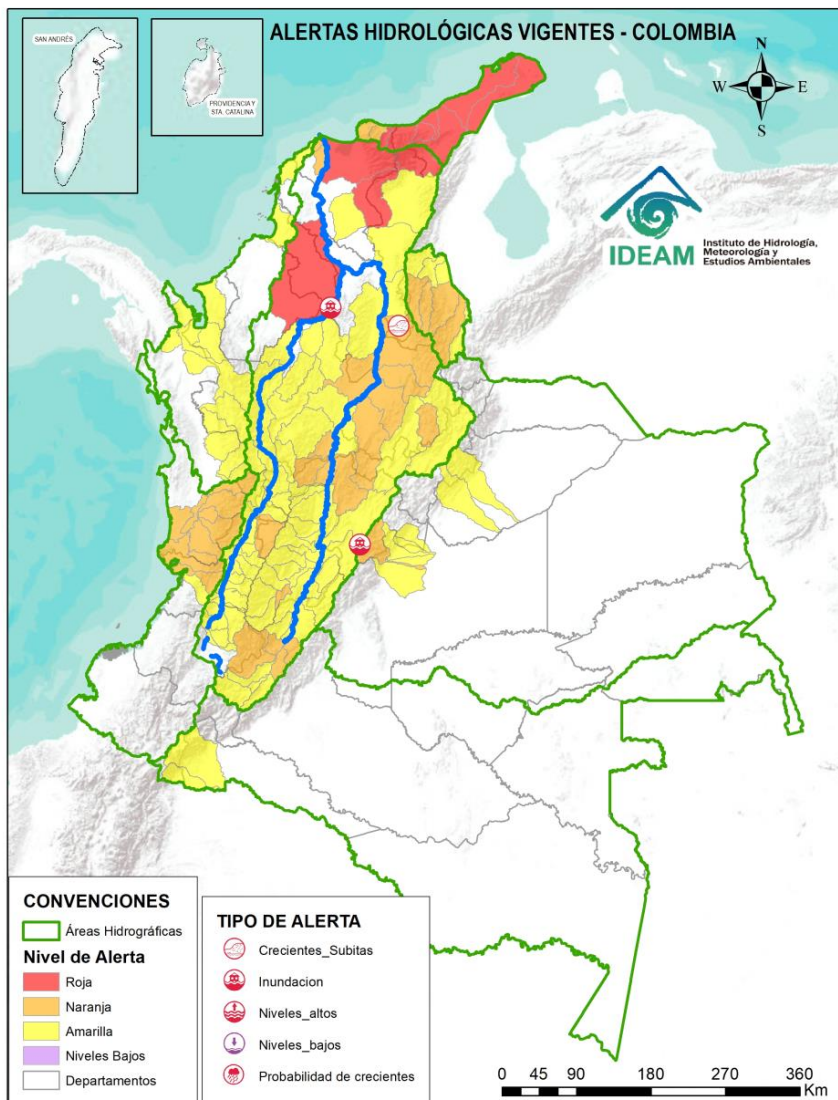 ALERTAS HIDROLÓGICAS VIGENTES - COLOMBIA
SAN ANDRÉS
PROVIDENCIA Y
STA. CATALINA
N
W
E
S
IDEAM
Instituto de Hidrología,
Meteorología y
Estudios Ambientales
CONVENCIONES
Áreas Hidrográficas
Nivel de Alerta
Roja
Naranja
Amarilla
Niveles Bajos
Departamentos
TIPO DE ALERTA
Crecientes_Subitas
Inundacion
Niveles_altos
Niveles_bajos
Probabilidad de crecientes
0 45 90 180 270 360
Km